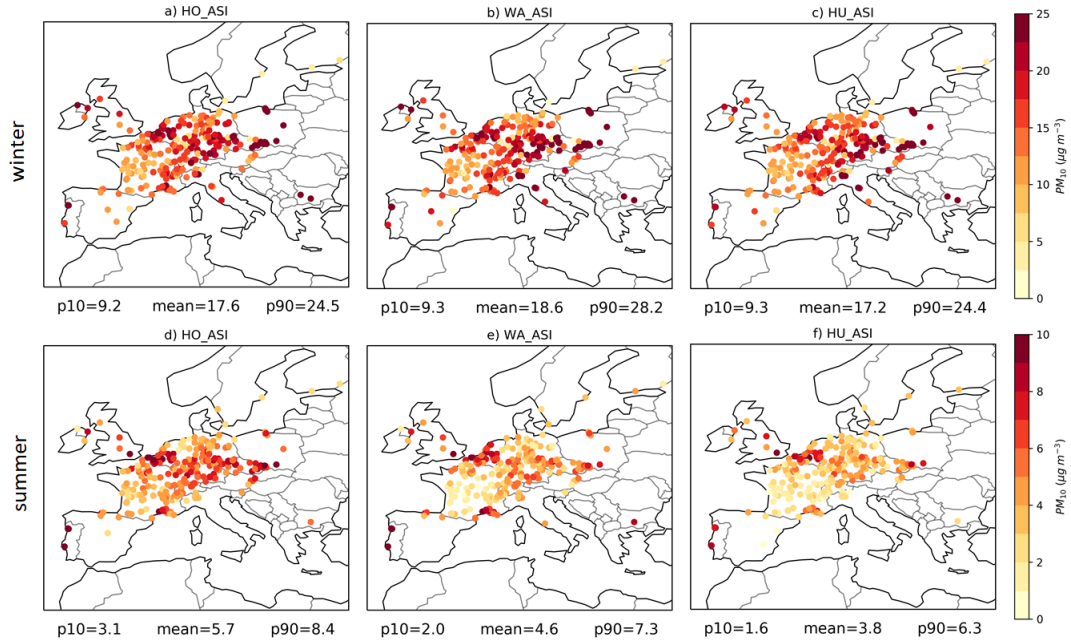 a) HO_ASI
b) WA_ASI
c) HU_ASI
winter
25
20
15
10
5
0
PM10 (μg m−3)
p10=9.2 mean=17.6 p90=24.5
p10=9.3 mean=18.6 p90=28.2
p10=9.3 mean=17.2 p90=24.4
d) HO_ASI
e) WA_ASI
f) HU_ASI
summer
10
8
6
4
2
0
PM10 (μg m−3)
p10=3.1 mean=5.7 p90=8.4
p10=2.0 mean=4.6 p90=7.3
p10=1.6 mean=3.8 p90=6.3